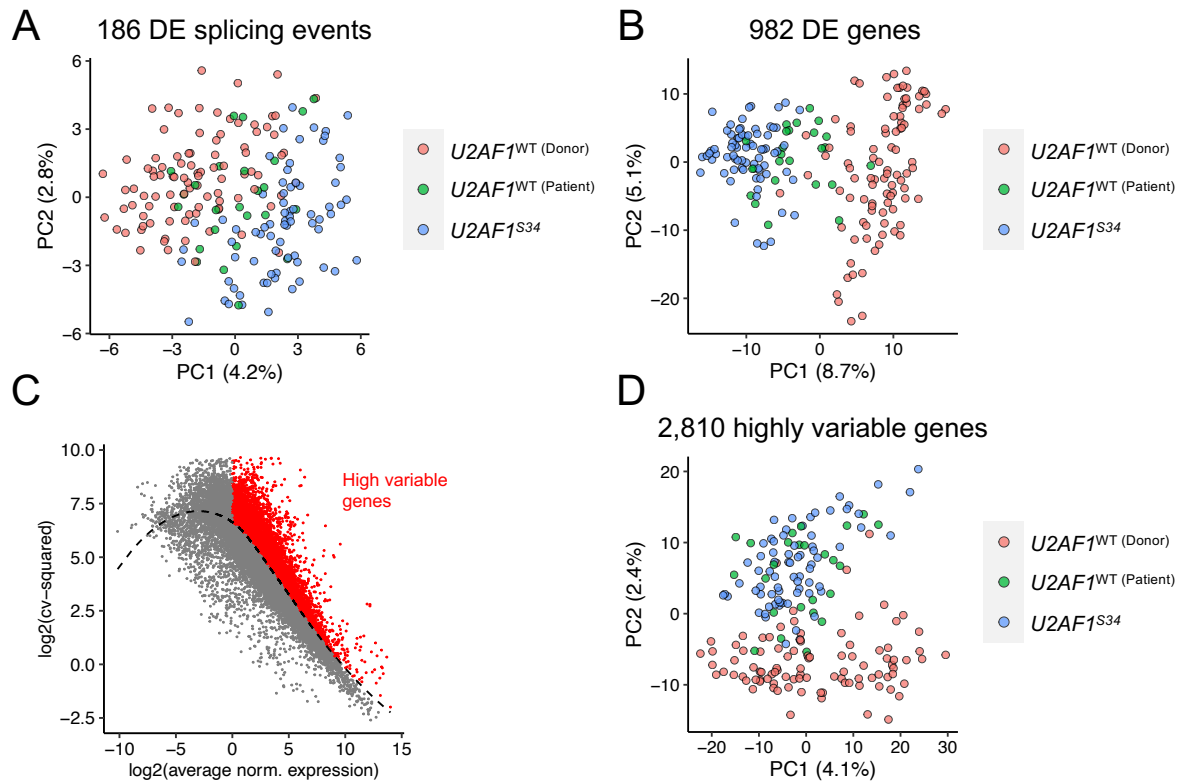 A
186 DE splicing events
6
3
0
−3
−6
−6
−3
0
3
6
PC2 (2.8%)
PC1 (4.2%)
U2AF1WT (Donor)
U2AF1WT (Patient)
U2AF1S34
B
982 DE genes
10
0
−10
−20
−10
0
10
PC2 (5.1%)
PC1 (8.7%)
U2AF1WT (Donor)
U2AF1WT (Patient)
U2AF1S34
C
10.0
7.5
5.0
2.5
0.0
−2.5
−10
−5
0
5
10
15
log2(cv−squared)
log2(average norm. expression)
High variable
genes
D
2,810 highly variable genes
20
10
0
−10
−20
−10
0
10
20
30
PC2 (2.4%)
PC1 (4.1%)
U2AF1WT (Donor)
U2AF1WT (Patient)
U2AF1S34